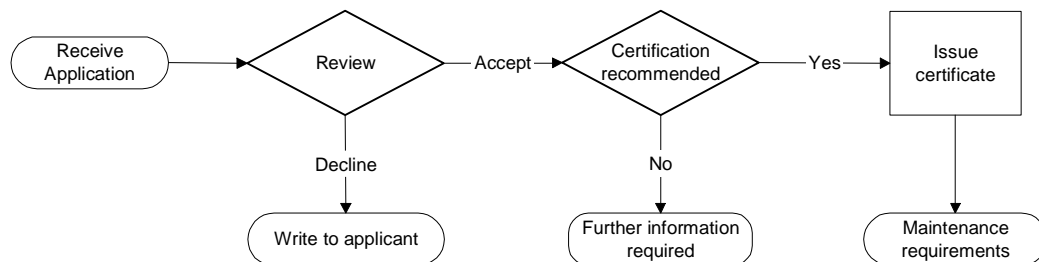 Receive
Application
Review
Accept
Certification
recommended
Yes
Issue
certificate
Decline
No
Write to applicant
Further information
required
Maintenance
requirements